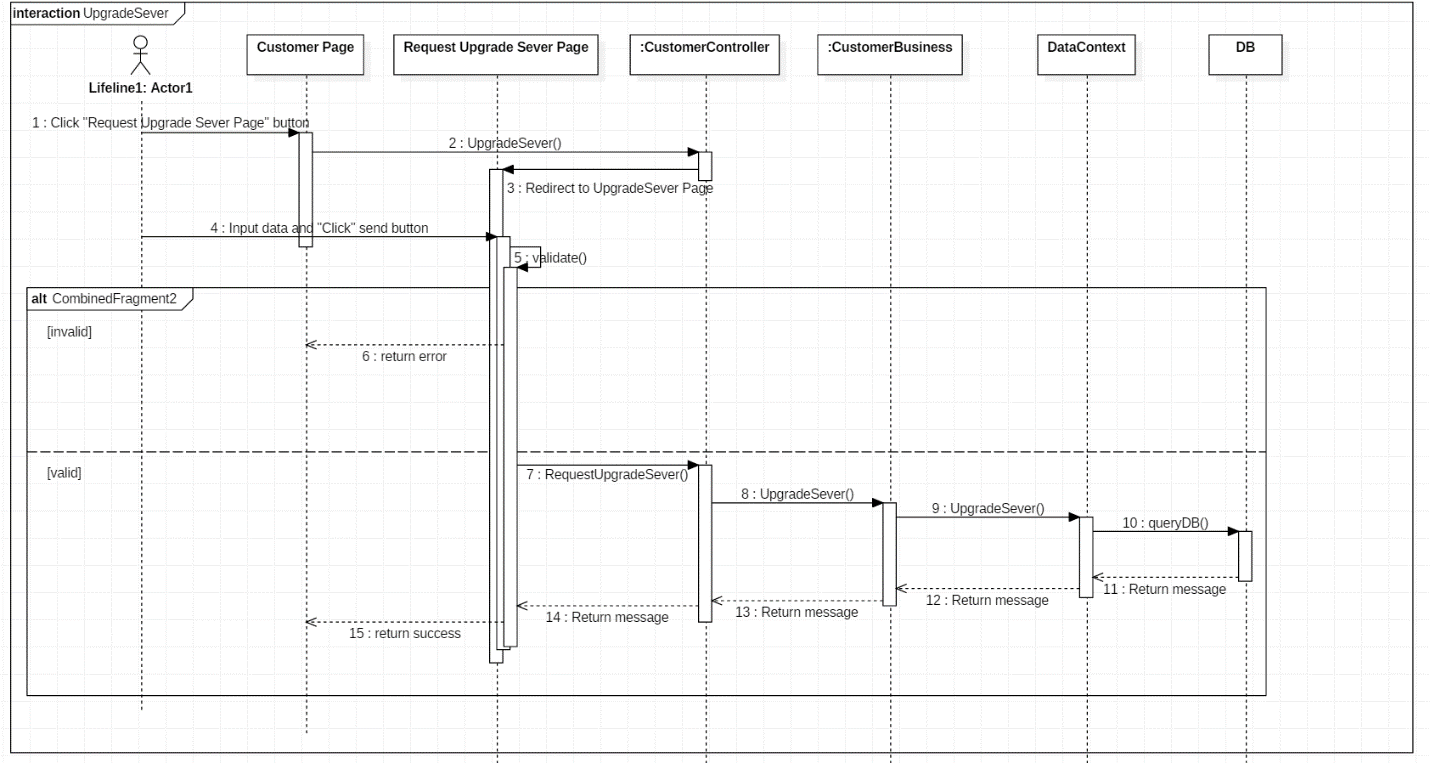 interaction UpgradeSever
Customer Page
Request Upgrade Sever Page
:CustomerController
:CustomerBusiness
DataContext
DB
Lifeline1: Actor1
1 : Click "Request Upgrade Sever Page" button
2 : UpgradeSever()
3 : Redirect to UpgradeSever Page
4 : Input data and "Click" send button
5 : validate()
alt CombinedFragment2
[invalid]
6 : return error
[valid]
7 : RequestUpgradeSever()
8 : UpgradeSever()
9 : UpgradeSever()
10 : queryDB()
11 : Return message
12 : Return message
13 : Return message
14 : Return message
15 : return success